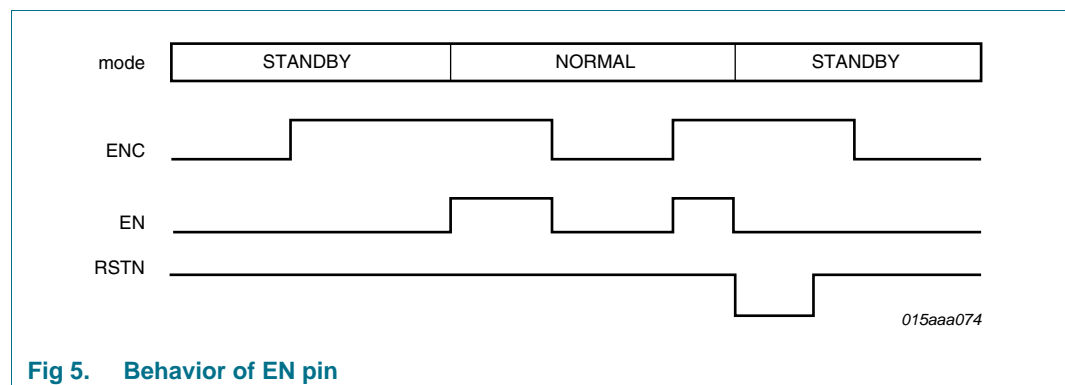 mode STANDBY NORMAL STANDBY
ENC
EN
RSTN
015aaa074
Fig 5. Behavior of EN pin